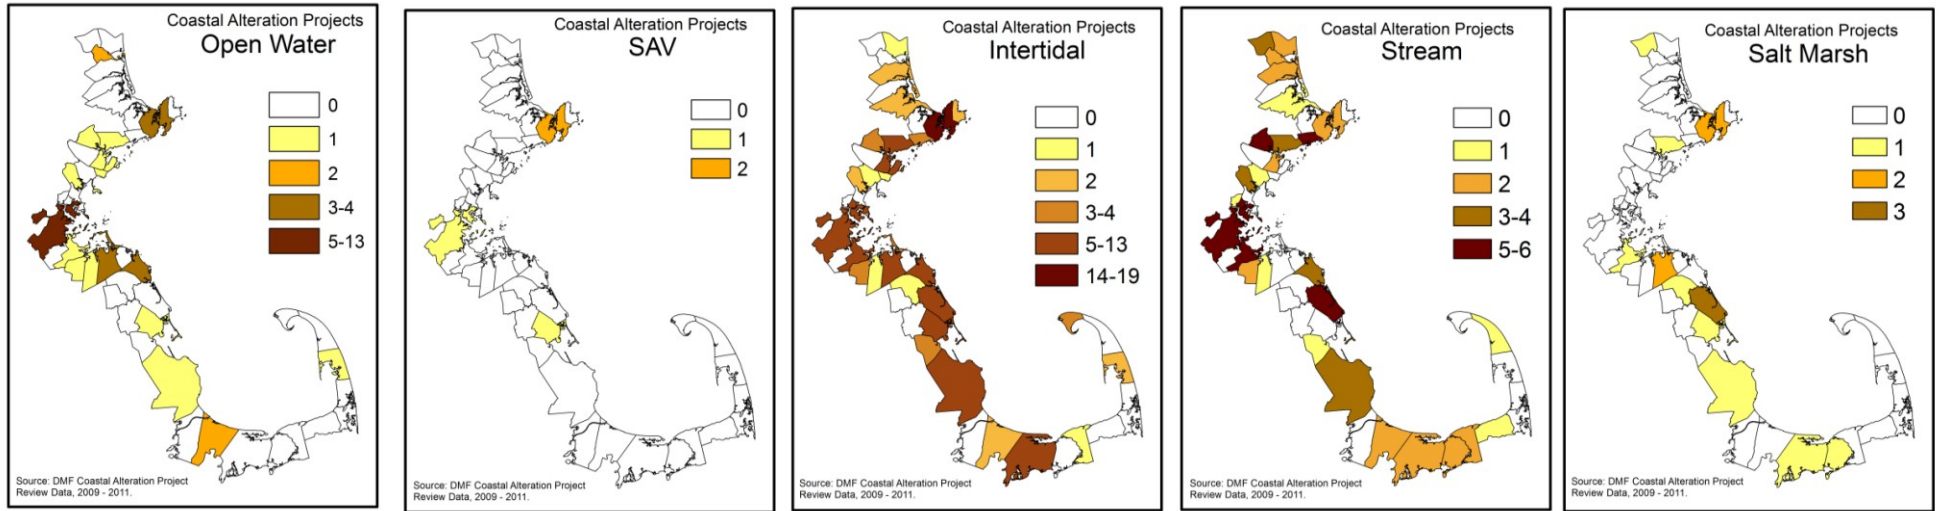 Coastal Alteration Projects
Open Water
0
1
2
3-4
5-13
Source: DMF Coastal Alteration Project
Review Data, 2009 - 2011.
Coastal Alteration Projects
SAV
0
1
2
Source: DMF Coastal Alteration Project
Review Data, 2009 - 2011.
Coastal Alteration Projects
Intertidal
0
1
2
3-4
5-13
14-19
Source: DMF Coastal Alteration Project
Review Data, 2009 - 2011.
Coastal Alteration Projects
Stream
0
1
2
3-4
5-6
Source: DMF Coastal Alteration Project
Review Data, 2009 - 2011.
Coastal Alteration Projects
Salt Marsh
0
1
2
3
Source: DMF Coastal Alteration Project
Review Data, 2009 - 2011.